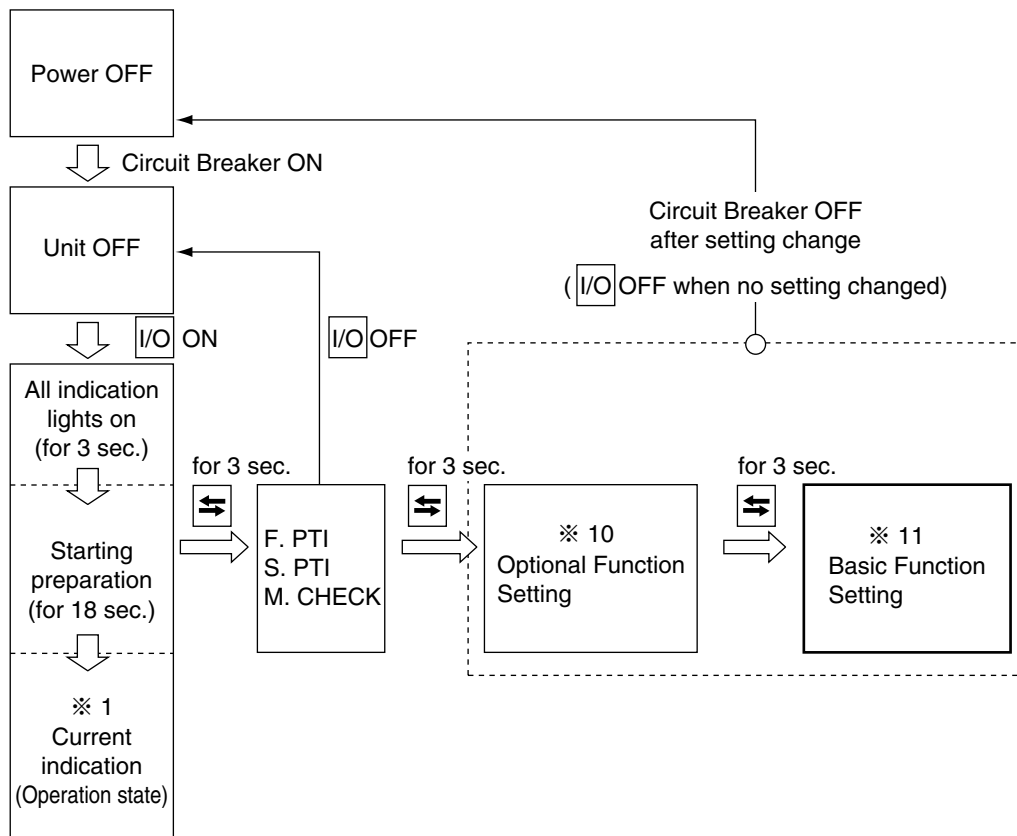 Power OFF
Circuit Breaker ON
Unit OFF
Circuit Breaker OFF
after setting change
( I/O OFF when no setting changed)
I/O ON
I/O OFF
All indication
lights on
(for 3 sec.)
for 3 sec.
for 3 sec.
for 3 sec.
Starting
preparation
(for 18 sec.)
F. PTI
S. PTI
M. CHECK
※ 10
Optional Function
Setting
※ 11
Basic Function
Setting
※ 1
Current
indication
(Operation state)